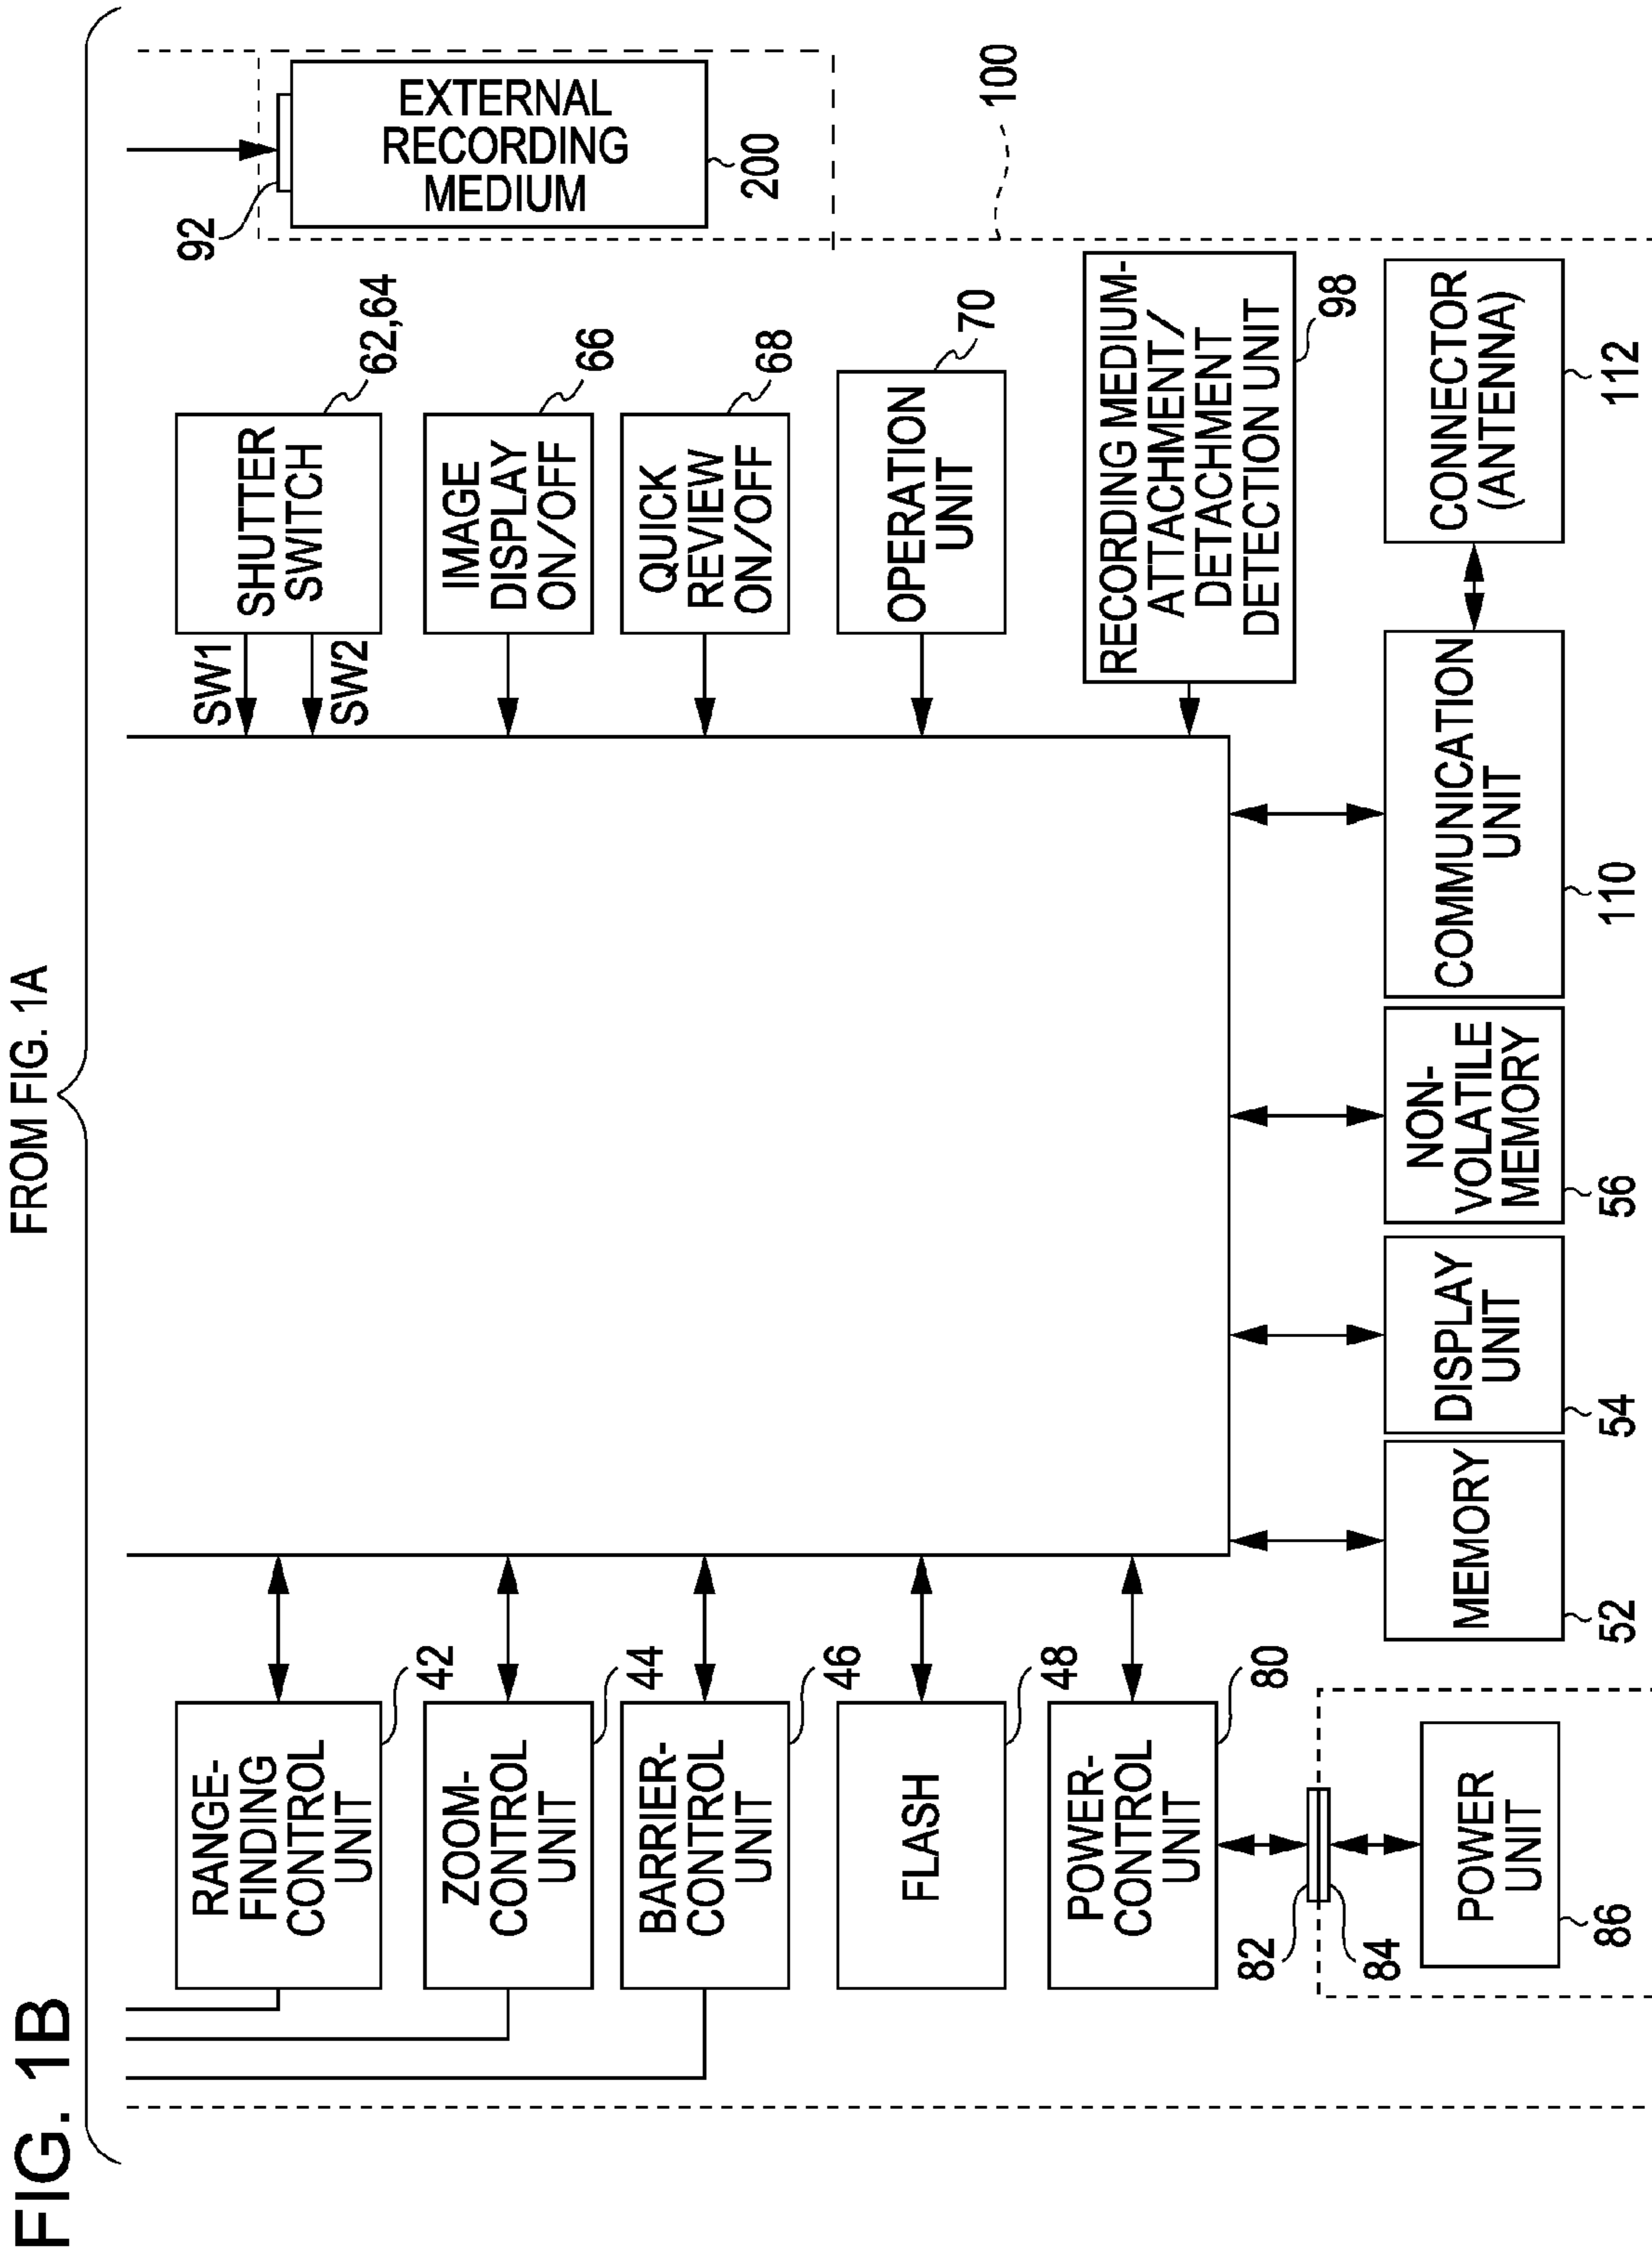 FIG. 1B
FROM FIG. 1A
RANGE-
FINDING
CONTROL
UNIT
42
ZOOM-
CONTROL
UNIT
44
BARRIER-
CONTROL
UNIT
46
FLASH
48
POWER-
CONTROL
UNIT
80
82
84
POWER
UNIT
86
SHUTTER
SWITCH
62,64
SW1
SW2
IMAGE
DISPLAY
ON/OFF
66
QUICK
REVIEW
ON/OFF
68
OPERATION
UNIT
70
RECORDING MEDIUM-
ATTACHMENT/
DETACHMENT
DETECTION UNIT
98
92
EXTERNAL
RECORDING
MEDIUM
200
100
MEMORY
52
DISPLAY
UNIT
54
NON-
VOLATILE
MEMORY
56
COMMUNICATION
UNIT
110
CONNECTOR
(ANTENNA)
112